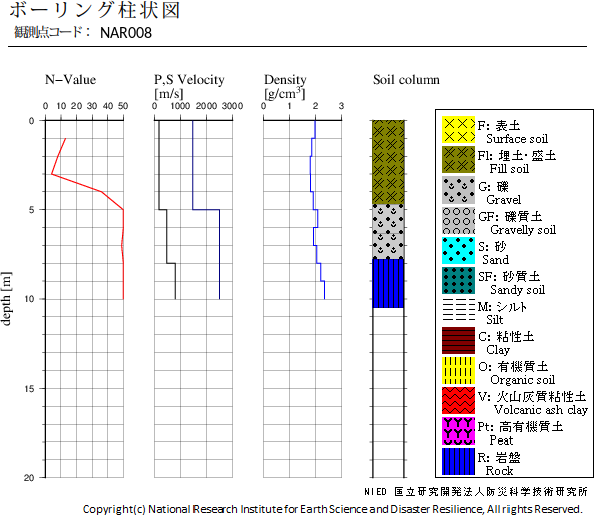 ボーリング柱状図
観測点コード： NAR008
N-Value
0 10 20 30 40 50
P,S Velocity
[m/s]
0 1000 2000 3000
Density
[g/cm³]
0 1 2 3
Soil column
depth [m]
0
5
10
15
20
F: 表土
Surface soil
Fl: 埋土・盛土
Fill soil
G: 礫
Gravel
GF: 礫質土
Gravelly soil
S: 砂
Sand
SF: 砂質土
Sandy soil
M: シルト
Silt
C: 粘性土
Clay
O: 有機質土
Organic soil
V: 火山灰質粘性土
Volcanic ash clay
Pt: 高有機質土
Peat
R: 岩盤
Rock
NIED 国立研究開発法人防災科学技術研究所
Copyright(c) National Research Institute for Earth Science and Disaster Resilience, All rights Reserved.